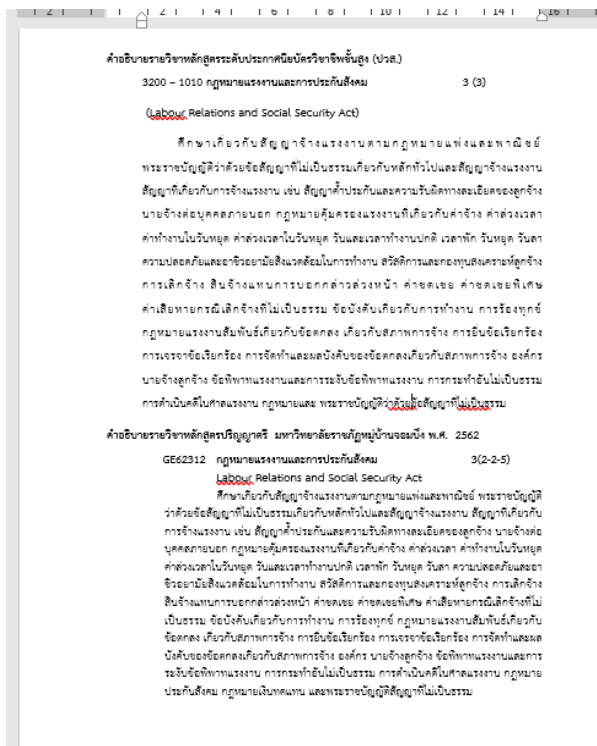 2 1 1 2 1 4 1 6 1 8 1 10 1 12 1 14 1 16 1
คำอธิบายรายวิชาหลักสูตรระดับประกาศนียบัตรวิชาชีพชั้นสูง (ปวส.)
3200 – 1010 กฎหมายแรงงานและการประกันสังคม 3 (3)
(Labour Relations and Social Security Act)
ศึกษาเกี่ยวกับสัญญาจ้างแรงงานตามกฎหมายแพ่งและพาณิชย์
พระราชบัญญัติว่าด้วยข้อสัญญาที่ไม่เป็นธรรมเกี่ยวกับหลักทั่วไปและสัญญาจ้างแรงงาน
สัญญาที่เกี่ยวกับการจ้างแรงงาน เช่น สัญญาค้ำประกันและความรับผิดทางละเมิดของลูกจ้าง
นายจ้างต่อบุคคลภายนอก กฎหมายคุ้มครองแรงงานที่เกี่ยวกับค่าจ้าง ค่าล่วงเวลา
ค่าทำงานในวันหยุด ค่าล่วงเวลาในวันหยุด วันและเวลาทำงานปกติ เวลาพัก วันหยุด วันลา
ความปลอดภัยและอาชีวอนามัยสิ่งแวดล้อมในการทำงาน สวัสดิการและกองทุนสงเคราะห์ลูกจ้าง
การเลิกจ้าง สินจ้างแทนการบอกกล่าวล่วงหน้า ค่าชดเชย ค่าชดเชยพิเศษ
ค่าเสียหายกรณีเลิกจ้างที่ไม่เป็นธรรม ข้อบังคับเกี่ยวกับการทำงาน การร้องทุกข์
กฎหมายแรงงานสัมพันธ์เกี่ยวกับข้อตกลง เกี่ยวกับสภาพการจ้าง การยื่นข้อเรียกร้อง
การเจรจาข้อเรียกร้อง การจัดทำและผลบังคับของข้อตกลงเกี่ยวกับสภาพการจ้าง องค์กร
นายจ้างลูกจ้าง ข้อพิพาทแรงงานและการระงับข้อพิพาทแรงงาน การกระทำอันไม่เป็นธรรม
การดำเนินคดีในศาลแรงงาน กฎหมายและ พระราชบัญญัติว่าด้วยข้อสัญญาที่ไม่เป็นธรรม
คำอธิบายรายวิชาหลักสูตรปริญญาตรี มหาวิทยาลัยราชภัฏหมู่บ้านจอมบึง พ.ศ. 2562
GE62312 กฎหมายแรงงานและการประกันสังคม 3(2-2-5)
Labour Relations and Social Security Act
ศึกษาเกี่ยวกับสัญญาจ้างแรงงานตามกฎหมายแพ่งและพาณิชย์ พระราชบัญญัติ
ว่าด้วยข้อสัญญาที่ไม่เป็นธรรมเกี่ยวกับหลักทั่วไปและสัญญาจ้างแรงงาน สัญญาที่เกี่ยวกับ
การจ้างแรงงาน เช่น สัญญาค้ำประกันและความรับผิดทางละเมิดของลูกจ้าง นายจ้างต่อ
บุคคลภายนอก กฎหมายคุ้มครองแรงงานที่เกี่ยวกับค่าจ้าง ค่าล่วงเวลา ค่าทำงานในวันหยุด
ค่าล่วงเวลาในวันหยุด วันและเวลาทำงานปกติ เวลาพัก วันหยุด วันลา ความปลอดภัยและอา
ชีวอนามัยสิ่งแวดล้อมในการทำงาน สวัสดิการและกองทุนสงเคราะห์ลูกจ้าง การเลิกจ้าง
สินจ้างแทนการบอกกล่าวล่วงหน้า ค่าชดเชย ค่าชดเชยพิเศษ ค่าเสียหายกรณีเลิกจ้างที่ไม่
เป็นธรรม ข้อบังคับเกี่ยวกับการทำงาน การร้องทุกข์ กฎหมายแรงงานสัมพันธ์เกี่ยวกับ
ข้อตกลง เกี่ยวกับสภาพการจ้าง การยื่นข้อเรียกร้อง การเจรจาข้อเรียกร้อง การจัดทำและผล
บังคับของข้อตกลงเกี่ยวกับสภาพการจ้าง องค์กร นายจ้างลูกจ้าง ข้อพิพาทแรงงานและการ
ระงับข้อพิพาทแรงงาน การกระทำอันไม่เป็นธรรม การดำเนินคดีในศาลแรงงาน กฎหมาย
ประกันสังคม กฎหมายเงินทดแทน และพระราชบัญญัติสัญญาที่ไม่เป็นธรรม